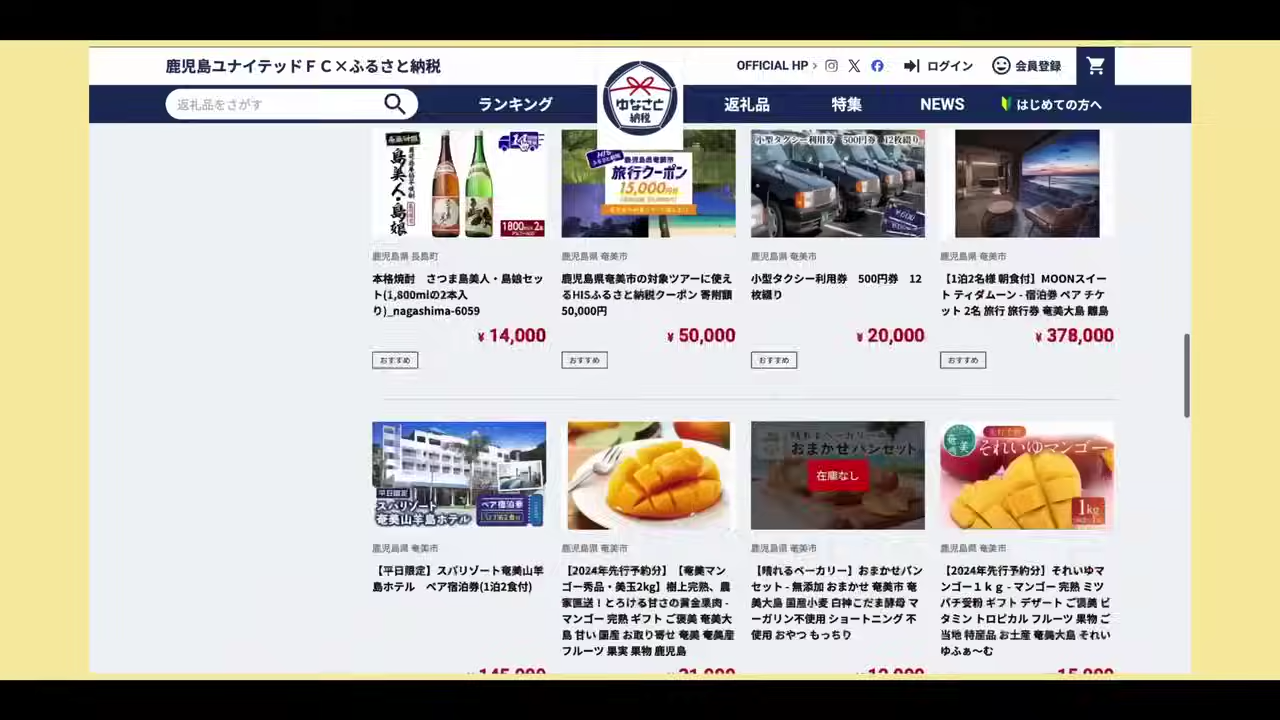 鹿児島ユナイテッドＦＣ×ふるさと納税
OFFICIAL HP
ログイン
会員登録
返礼品をさがす
ランキング
ゆなさと
納税
返礼品
特集
NEWS
はじめての方へ
島美人・島娘
1800ml×2本
鹿児島県奄美市
旅行クーポン
15,000円分
小型タクシー利用券 500円券 12枚綴り
鹿児島県 長島町
鹿児島県 奄美市
鹿児島県 奄美市
鹿児島県 奄美市
本格焼酎 さつま島美人・島娘セッ
ト(1,800mlの2本入
り)_nagashima-6059
鹿児島県奄美市の対象ツアーに使え
るHISふるさと納税クーポン 寄附額
50,000円
小型タクシー利用券 500円券 12
枚綴り
【1泊2名様 朝食付】MOONスイー
ト ティダムーン - 宿泊券 ペア チケ
ット 2名 旅行 旅行券 奄美大島 離島
¥ 14,000
¥ 50,000
¥ 20,000
¥ 378,000
おすすめ
おすすめ
おすすめ
おすすめ
平日限定
スパリゾート
奄美山羊島ホテル
ペア宿泊券
おまかせパンセット
在庫なし
奄美
それいゆマンゴー
1kg
鹿児島県 奄美市
鹿児島県 奄美市
鹿児島県 奄美市
鹿児島県 奄美市
【平日限定】スパリゾート奄美山羊
島ホテル ペア宿泊券(1泊2食付)
【2024年先行予約分】【奄美マン
ゴー秀品・美玉2kg】樹上完熟、農
家直送！とろける甘さの黄金果肉 -
マンゴー 完熟 ギフト ご褒美 奄美大
島 甘い 国産 お取り寄せ 奄美 奄美産
フルーツ 果実 果物 鹿児島
【晴れるベーカリー】おまかせパン
セット - 無添加 おまかせ 奄美市 奄
美大島 国産小麦 白神こだま酵母 マ
ーガリン不使用 ショートニング 不
使用 おやつ もっちり
【2024年先行予約分】それいゆマ
ンゴー１ｋｇ - マンゴー 完熟 ミツ
バチ受粉 ギフト デザート ご褒美 ビ
タミン トロピカル フルーツ 果物 ご
当地 特産品 お土産 奄美大島 それい
ゆふぁ～む